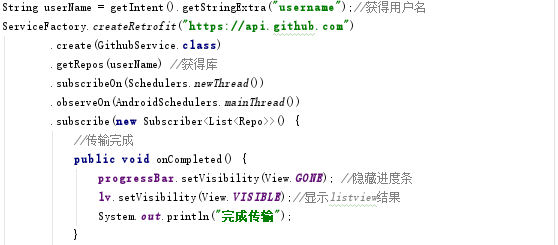 String userName = getIntent().getStringExtra("username");//获得用户名
ServiceFactory.createRetrofit("https://api.github.com")
.create(GithubService.class)
.getRepos(userName) //获得库
.subscribeOn(Schedulers.newThread())
.observeOn(AndroidSchedulers.mainThread())
.subscribe(new Subscriber<List<Repo>>() {
//传输完成
public void onCompleted() {
progressBar.setVisibility(View.GONE); //隐藏进度条
lv.setVisibility(View.VISIBLE);//显示listview结果
System.out.println("完成传输");
}